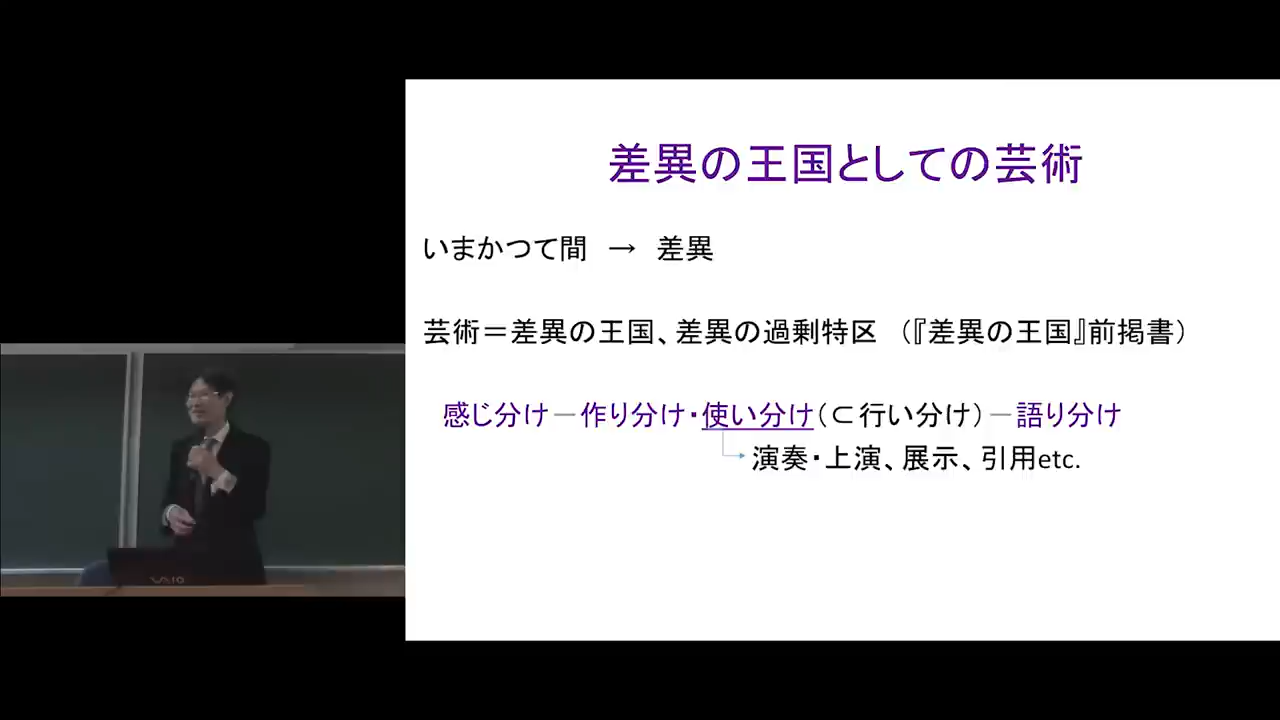 差異の王国としての芸術
いまかつて間　→　差異
芸術＝差異の王国、差異の過剰特区　（『差異の王国』前掲書）
感じ分け－作り分け・使い分け（⊂行い分け）－語り分け
演奏・上演、展示、引用etc.
VAIO